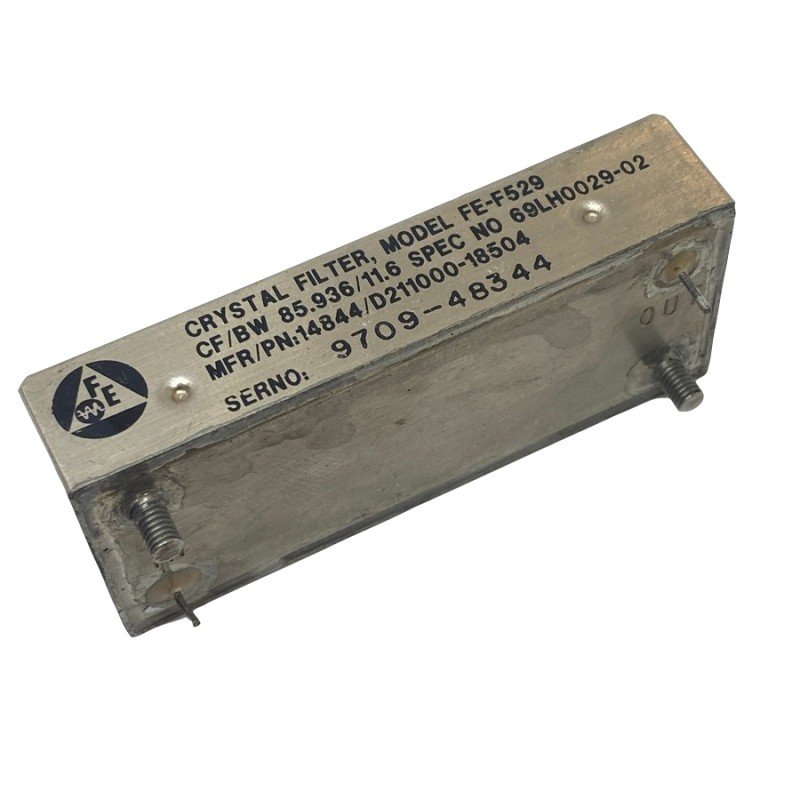 CRYSTAL FILTER, MODEL FE-F529
CF/BW 85.936/11.6 SPEC NO 69LH0029-02
MFR/PN:14844/D211000-18504
SERNO: 9709-48344
FE
OU